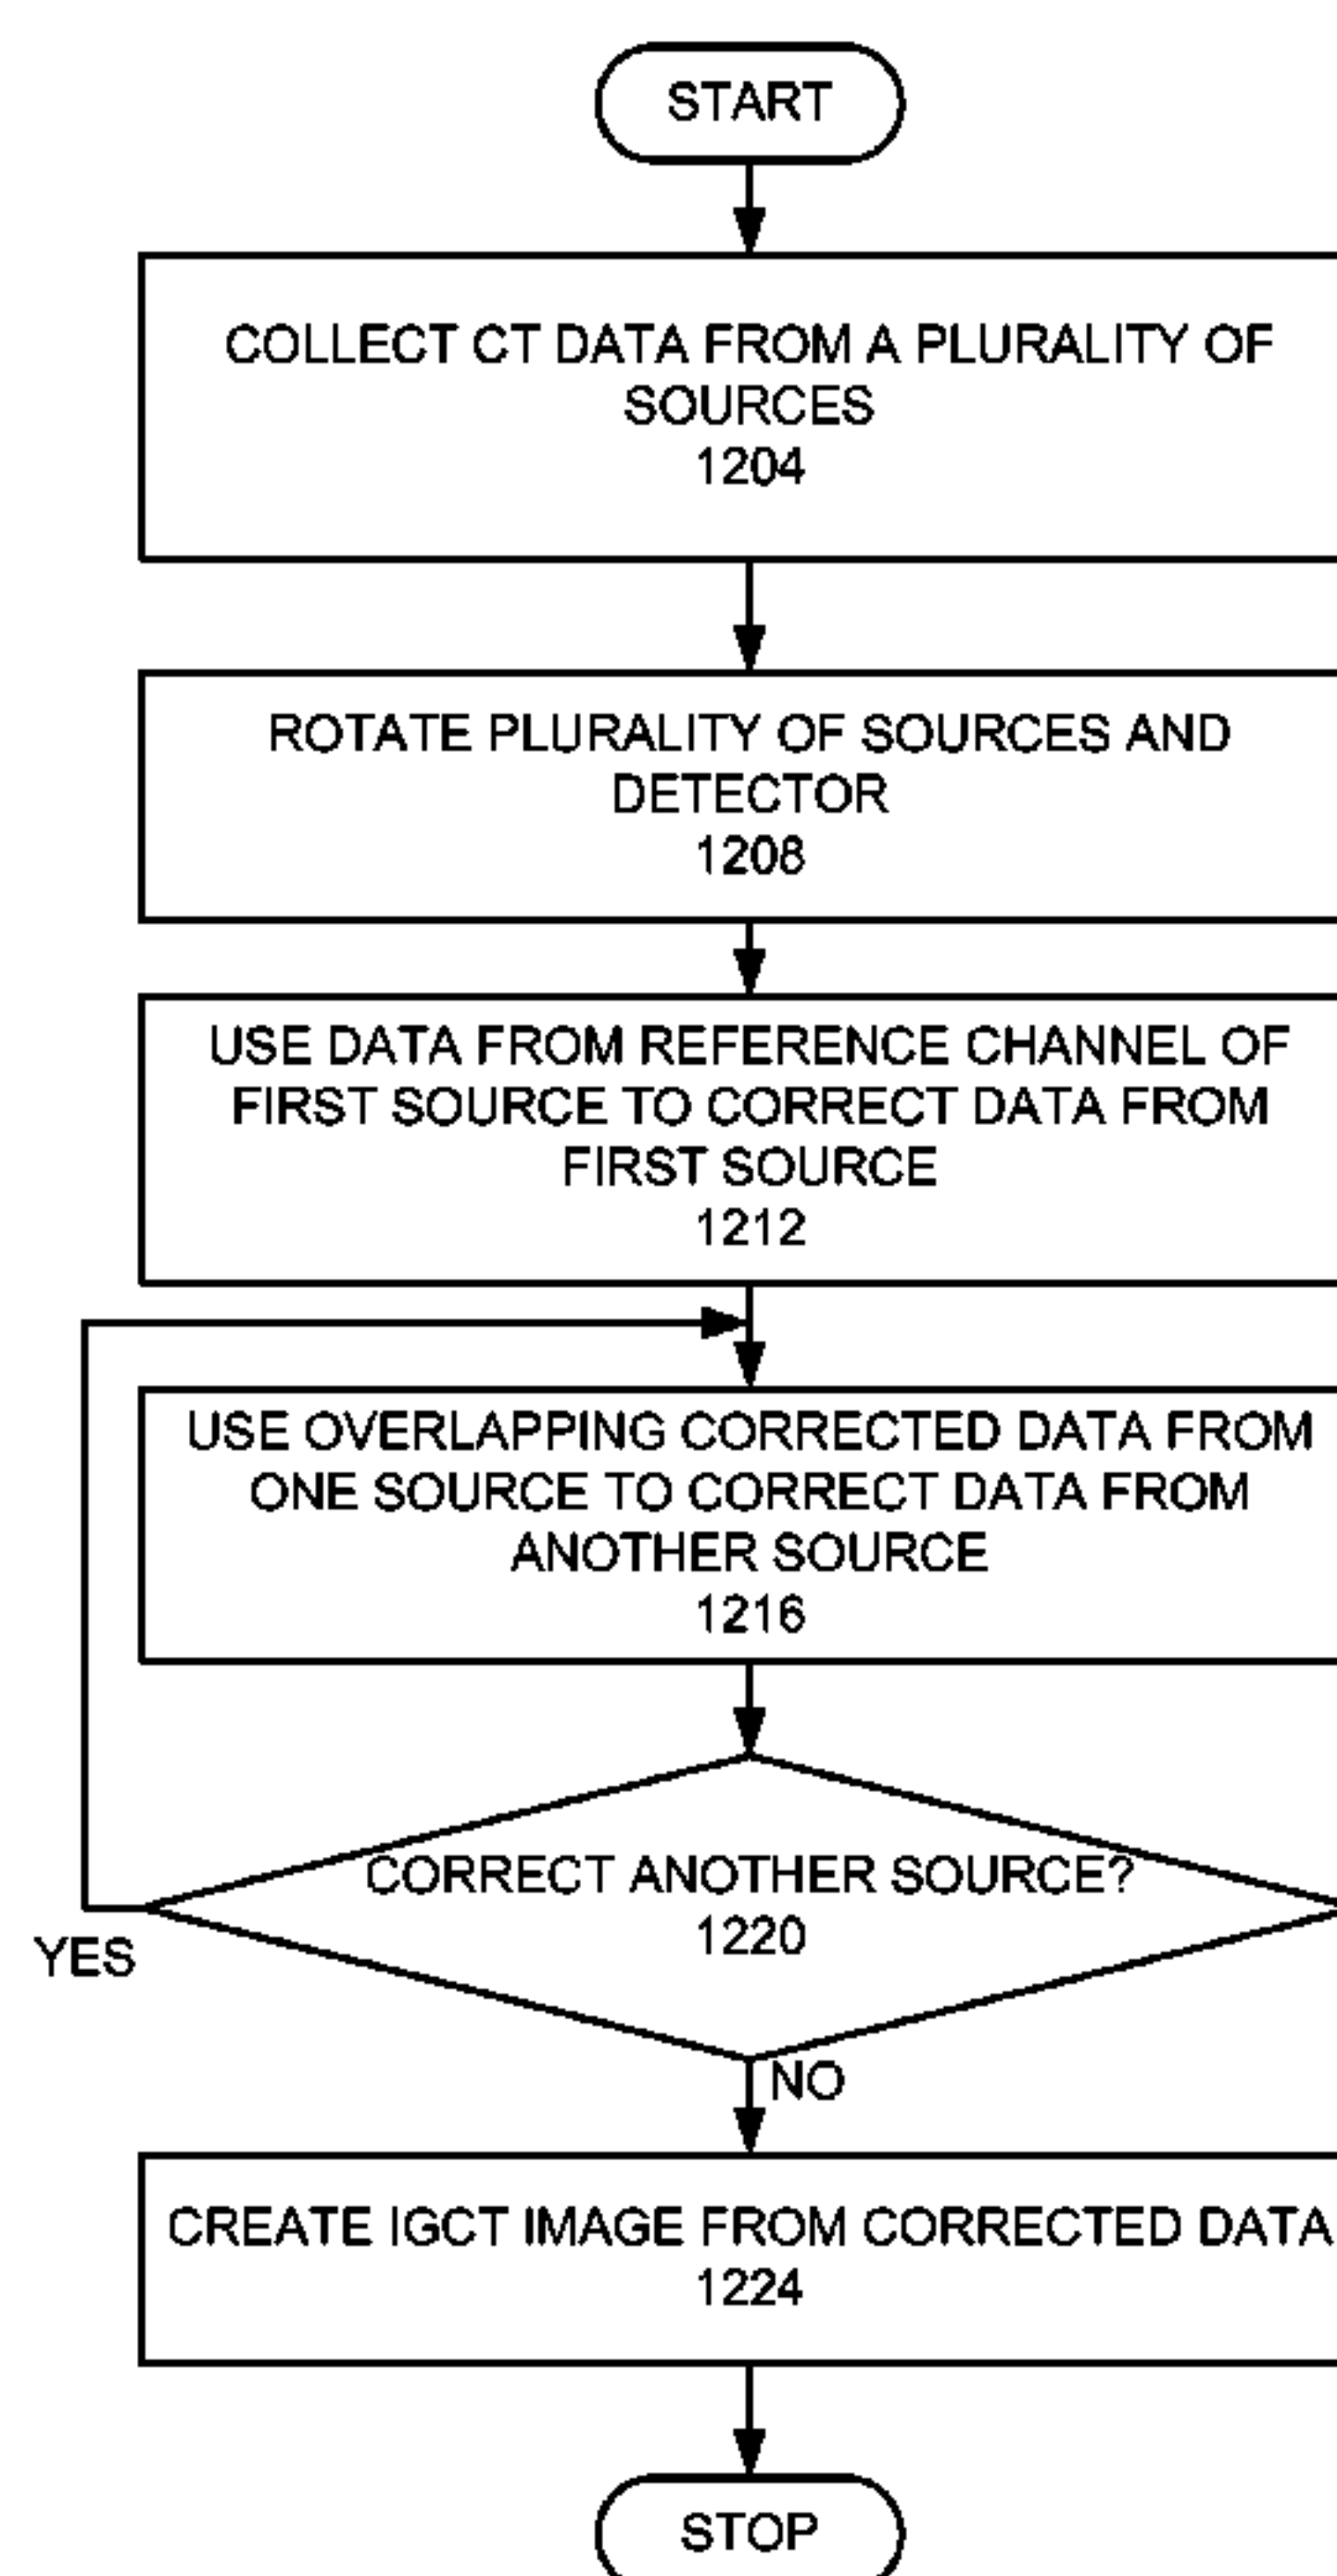 START
COLLECT CT DATA FROM A PLURALITY OF
SOURCES
1204
ROTATE PLURALITY OF SOURCES AND
DETECTOR
1208
USE DATA FROM REFERENCE CHANNEL OF
FIRST SOURCE TO CORRECT DATA FROM
FIRST SOURCE
1212
USE OVERLAPPING CORRECTED DATA FROM
ONE SOURCE TO CORRECT DATA FROM
ANOTHER SOURCE
1216
CORRECT ANOTHER SOURCE?
1220
YES
NO
CREATE IGCT IMAGE FROM CORRECTED DATA
1224
STOP